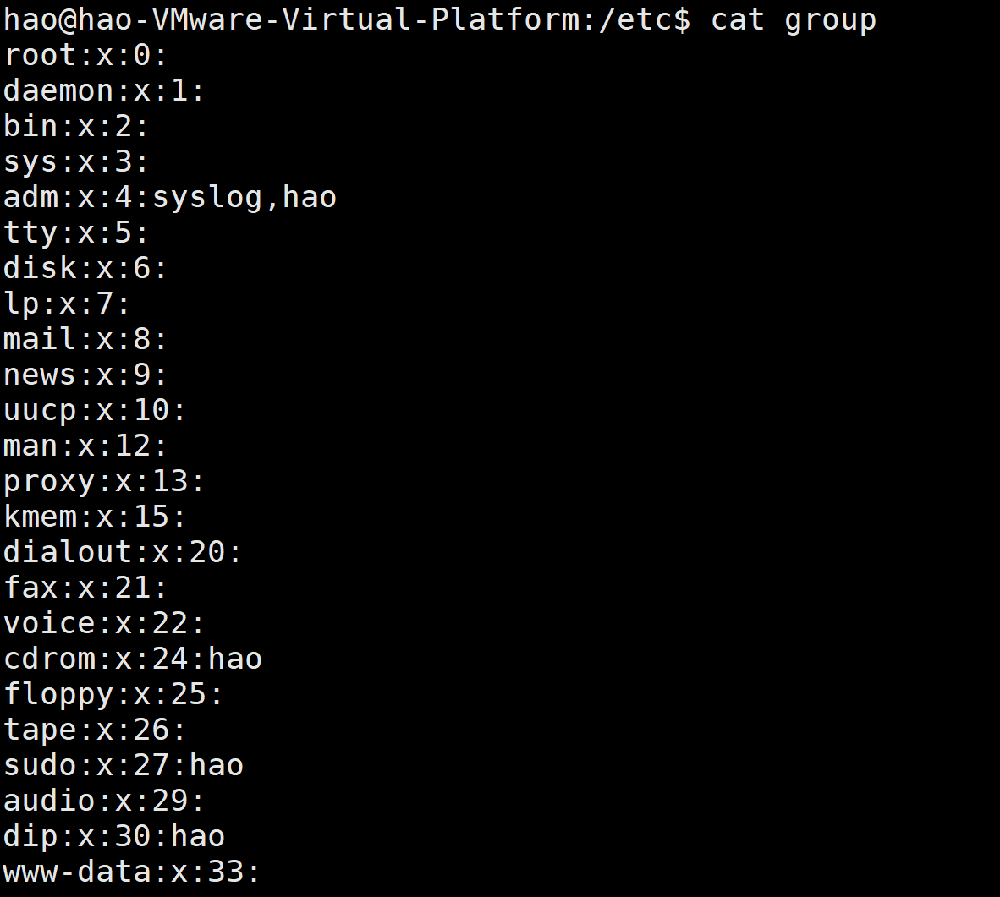 hao@hao-VMware-Virtual-Platform:/etc$ cat group
root:x:0:
daemon:x:1:
bin:x:2:
sys:x:3:
adm:x:4:syslog,hao
tty:x:5:
disk:x:6:
lp:x:7:
mail:x:8:
news:x:9:
uucp:x:10:
man:x:12:
proxy:x:13:
kmem:x:15:
dialout:x:20:
fax:x:21:
voice:x:22:
cdrom:x:24:hao
floppy:x:25:
tape:x:26:
sudo:x:27:hao
audio:x:29:
dip:x:30:hao
www-data:x:33: